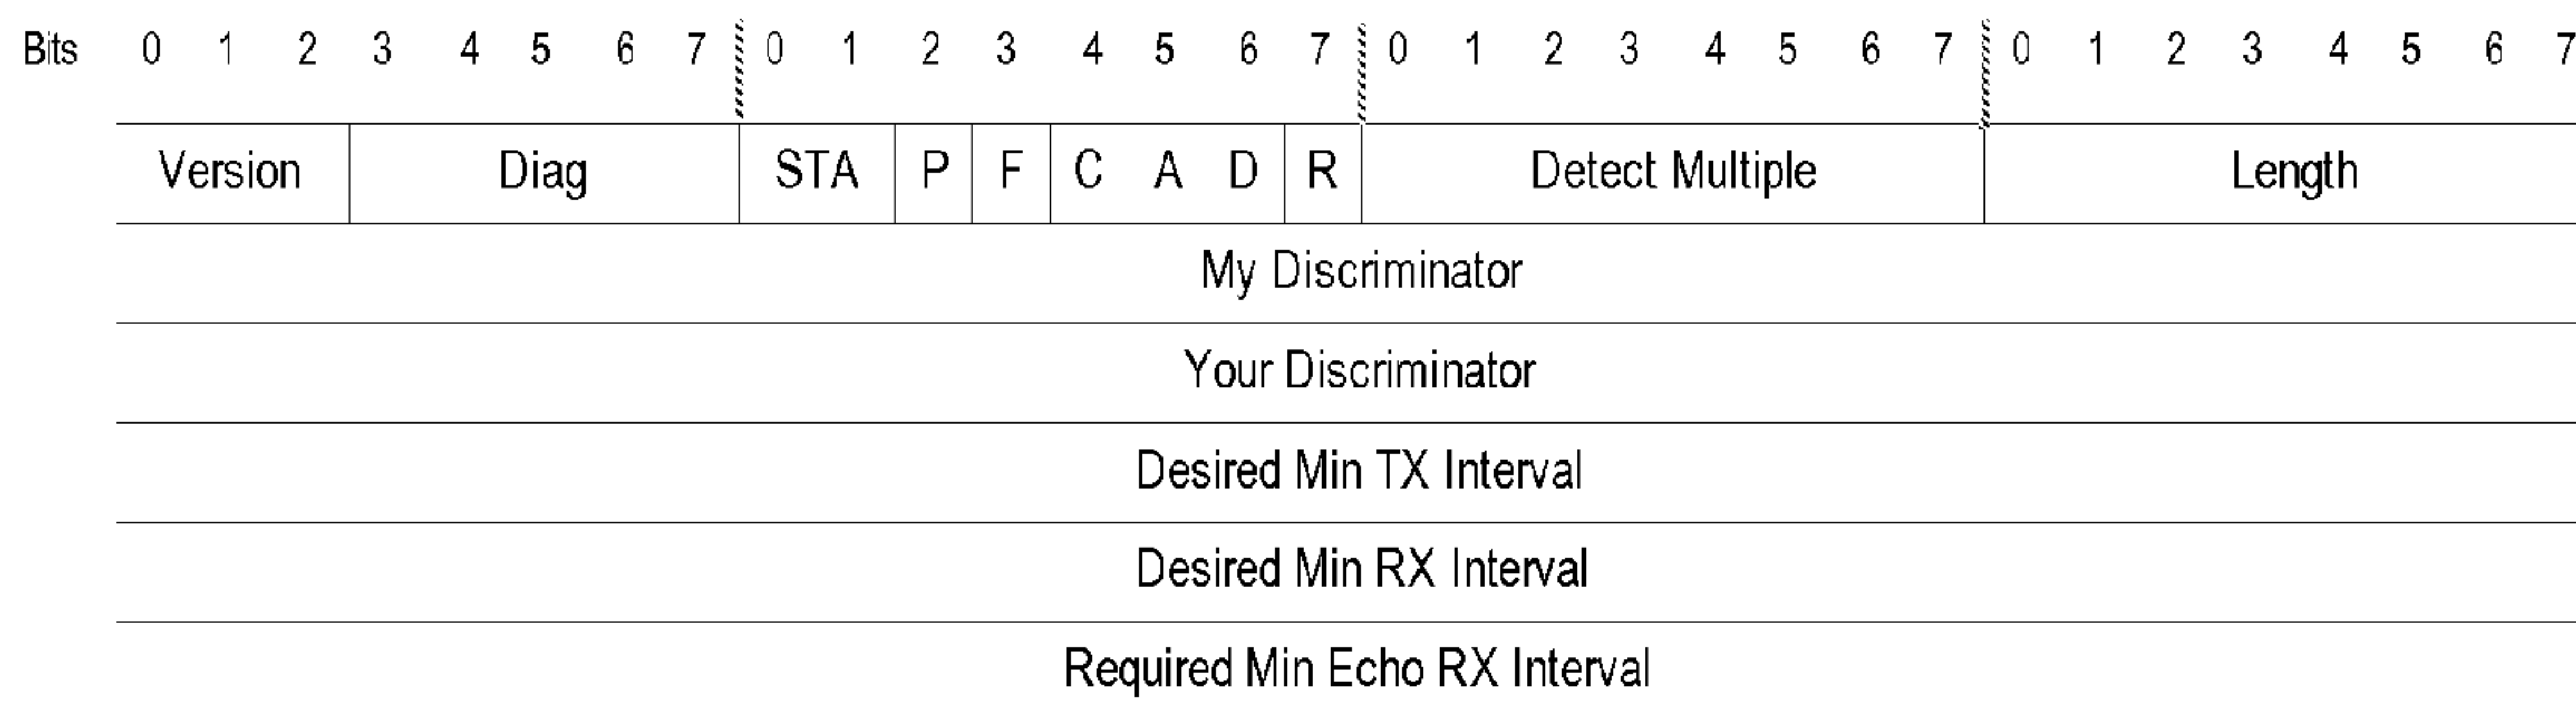 Bits 0 1 2 3 4 5 6 7 0 1 2 3 4 5 6 7 0 1 2 3 4 5 6 7 0 1 2 3 4 5 6 7
Version Diag STA P F C A D R Detect Multiple Length
My Discriminator
Your Discriminator
Desired Min TX Interval
Desired Min RX Interval
Required Min Echo RX Interval